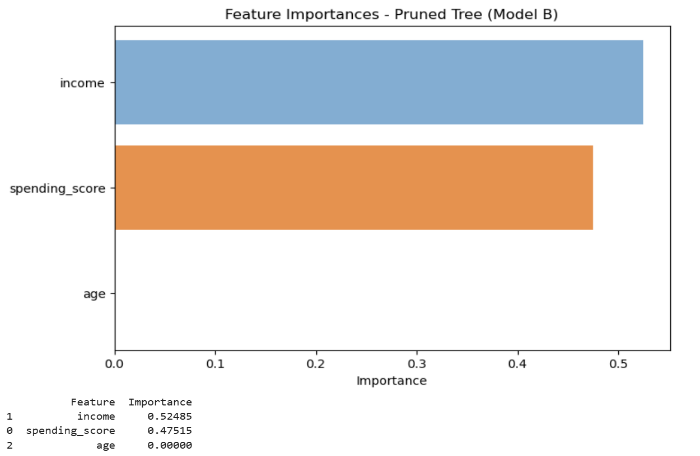 Feature Importances - Pruned Tree (Model B)
income
spending_score
age
0.0 0.1 0.2 0.3 0.4 0.5
Importance
Feature Importance
1 income 0.52485
0 spending_score 0.47515
2 age 0.00000